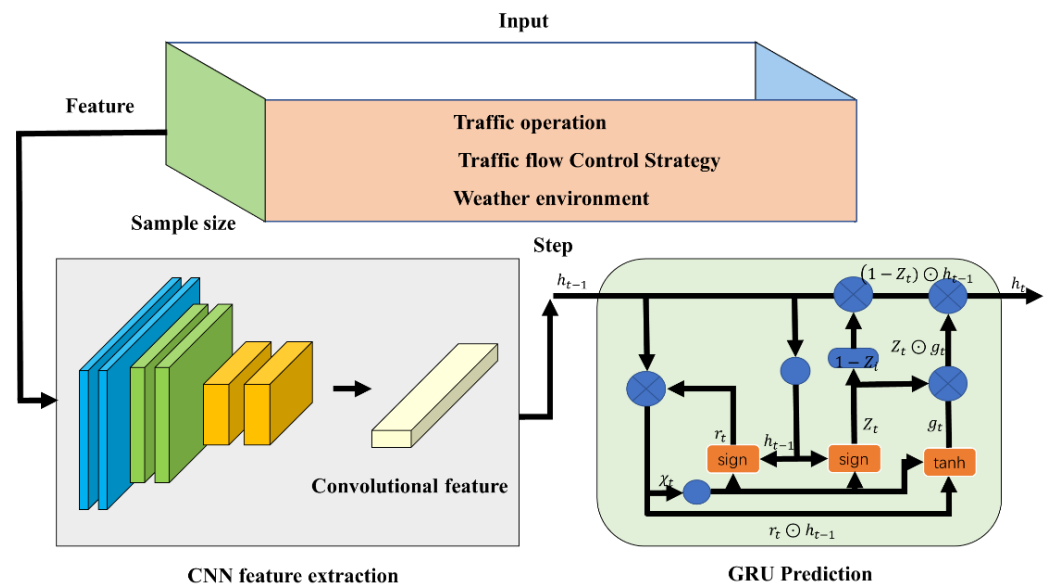 Input
Feature
Traffic operation
Traffic flow Control Strategy
Weather environment
Sample size
Step
h_{t-1}
(1 − Z_t) ⊙ h_{t-1}
h_t
1 − Z_t
Z_t ⊙ g_t
r_t
h_{t-1}
Z_t
g_t
sign
sign
tanh
χ_t
r_t ⊙ h_{t-1}
Convolutional feature
CNN feature extraction
GRU Prediction